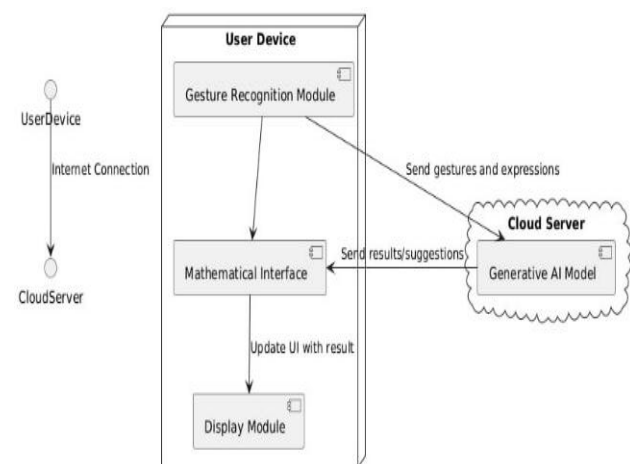 User Device
Gesture Recognition Module
UserDevice
Internet Connection
Send gestures and expressions
Cloud Server
Send results/suggestions
Mathematical Interface
Generative AI Model
CloudServer
Update UI with result
Display Module